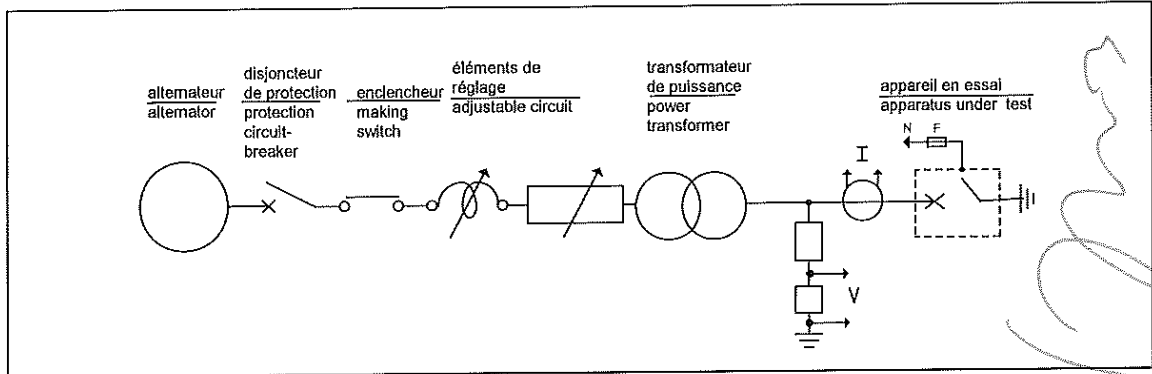 alternateur
alternator
disjoncteur
de protection
protection
circuit-
breaker
enclencheur
making
switch
éléments de
réglage
adjustable circuit
transformateur
de puissance
power
transformer
appareil en essai
apparatus under test
N F
I
V